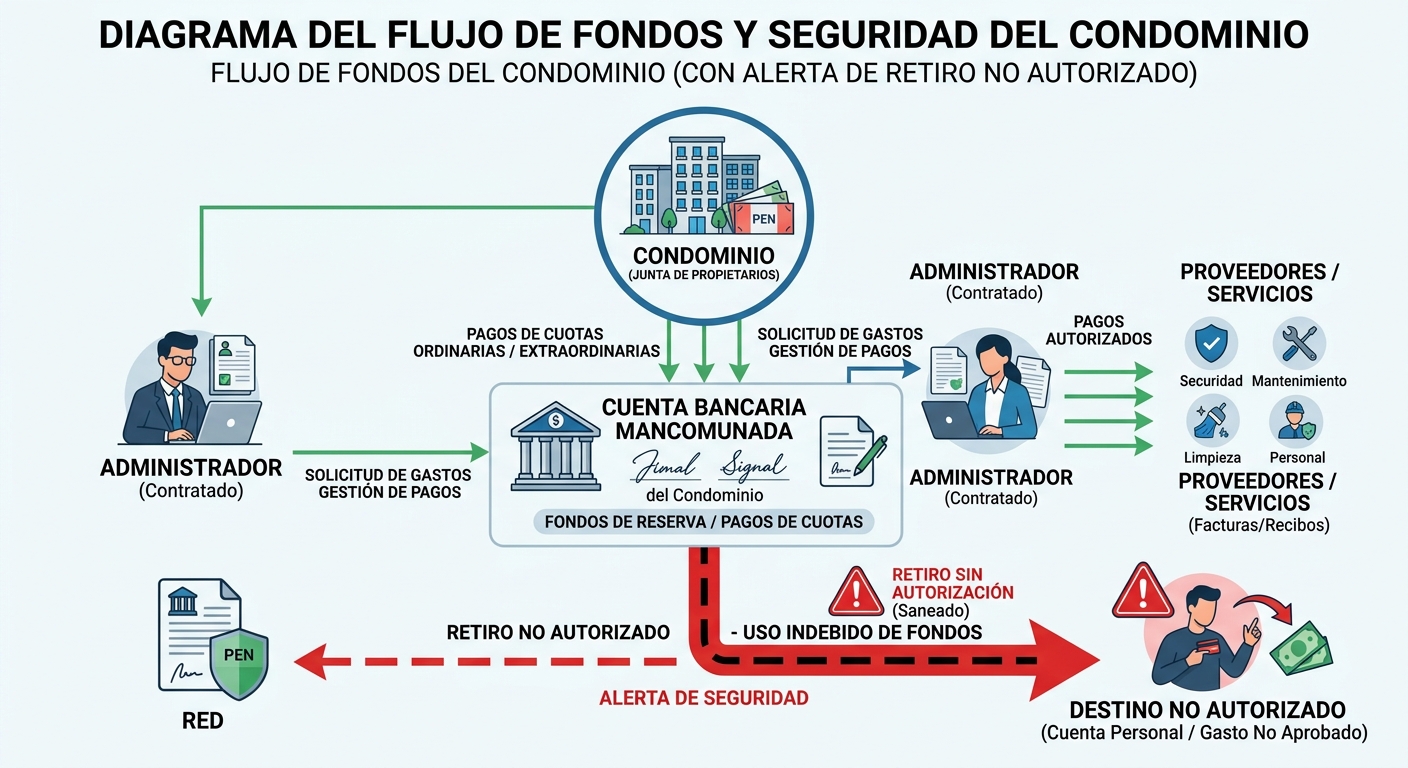 DIAGRAMA DEL FLUJO DE FONDOS Y SEGURIDAD DEL CONDOMINIO
FLUJO DE FONDOS DEL CONDOMINIO (CON ALERTA DE RETIRO NO AUTORIZADO)
PEN
CONDOMINIO
(JUNTA DE PROPIETARIOS)
ADMINISTRADOR
(Contratado)
SOLICITUD DE GASTOS
GESTIÓN DE PAGOS
PAGOS DE CUOTAS
ORDINARIAS / EXTRAORDINARIAS
SOLICITUD DE GASTOS
GESTIÓN DE PAGOS
$
CUENTA BANCARIA
MANCOMUNADA
Jimal Signal
del Condominio
FONDOS DE RESERVA / PAGOS DE CUOTAS
ADMINISTRADOR
(Contratado)
ADMINISTRADOR
(Contratado)
PAGOS
AUTORIZADOS
PROVEEDORES /
SERVICIOS
Securidad
Mantenimiento
Limpieza
Personal
PROVEEDORES /
SERVICIOS
(Facturas/Recibos)
PEN
RED
RETIRO NO AUTORIZADO
- USO INDEBIDO DE FONDOS
RETIRO SIN
AUTORIZACIÓN
(Saneado)
ALERTA DE SEGURIDAD
DESTINO NO AUTORIZADO
(Cuenta Personal / Gasto No Aprobado)